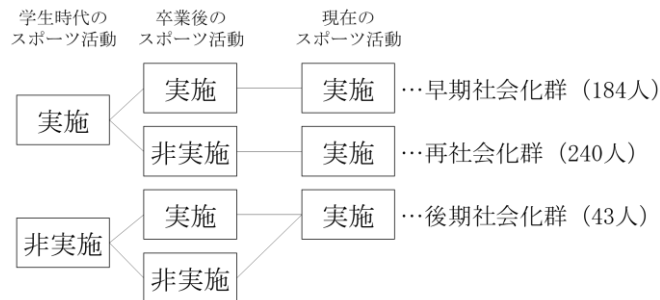 学生時代の
スポーツ活動
卒業後の
スポーツ活動
現在の
スポーツ活動
実施
実施
実施
…早期社会化群（184人）
非実施
実施
…再社会化群（240人）
非実施
実施
実施
…後期社会化群（43人）
非実施